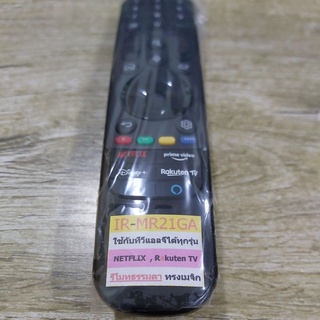 NETFLIX prime video
Disney+ Rakuten TV
IR-MR21GA
ใช้กับทีวีแอลจีได้ทุกรุ่น
NETFLIX , Rakuten TV
รีโมทธรรมดา ทรงเมจิก